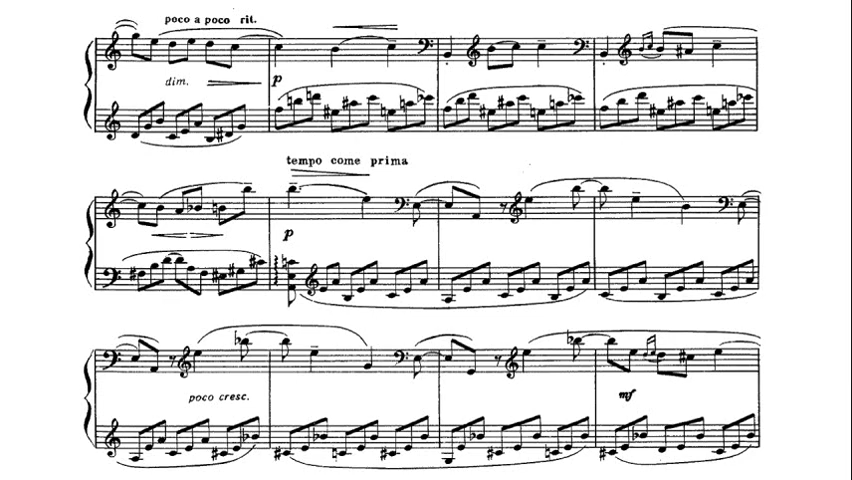 poco a poco rit.
dim.
p
tempo come prima
p
poco cresc.
mf